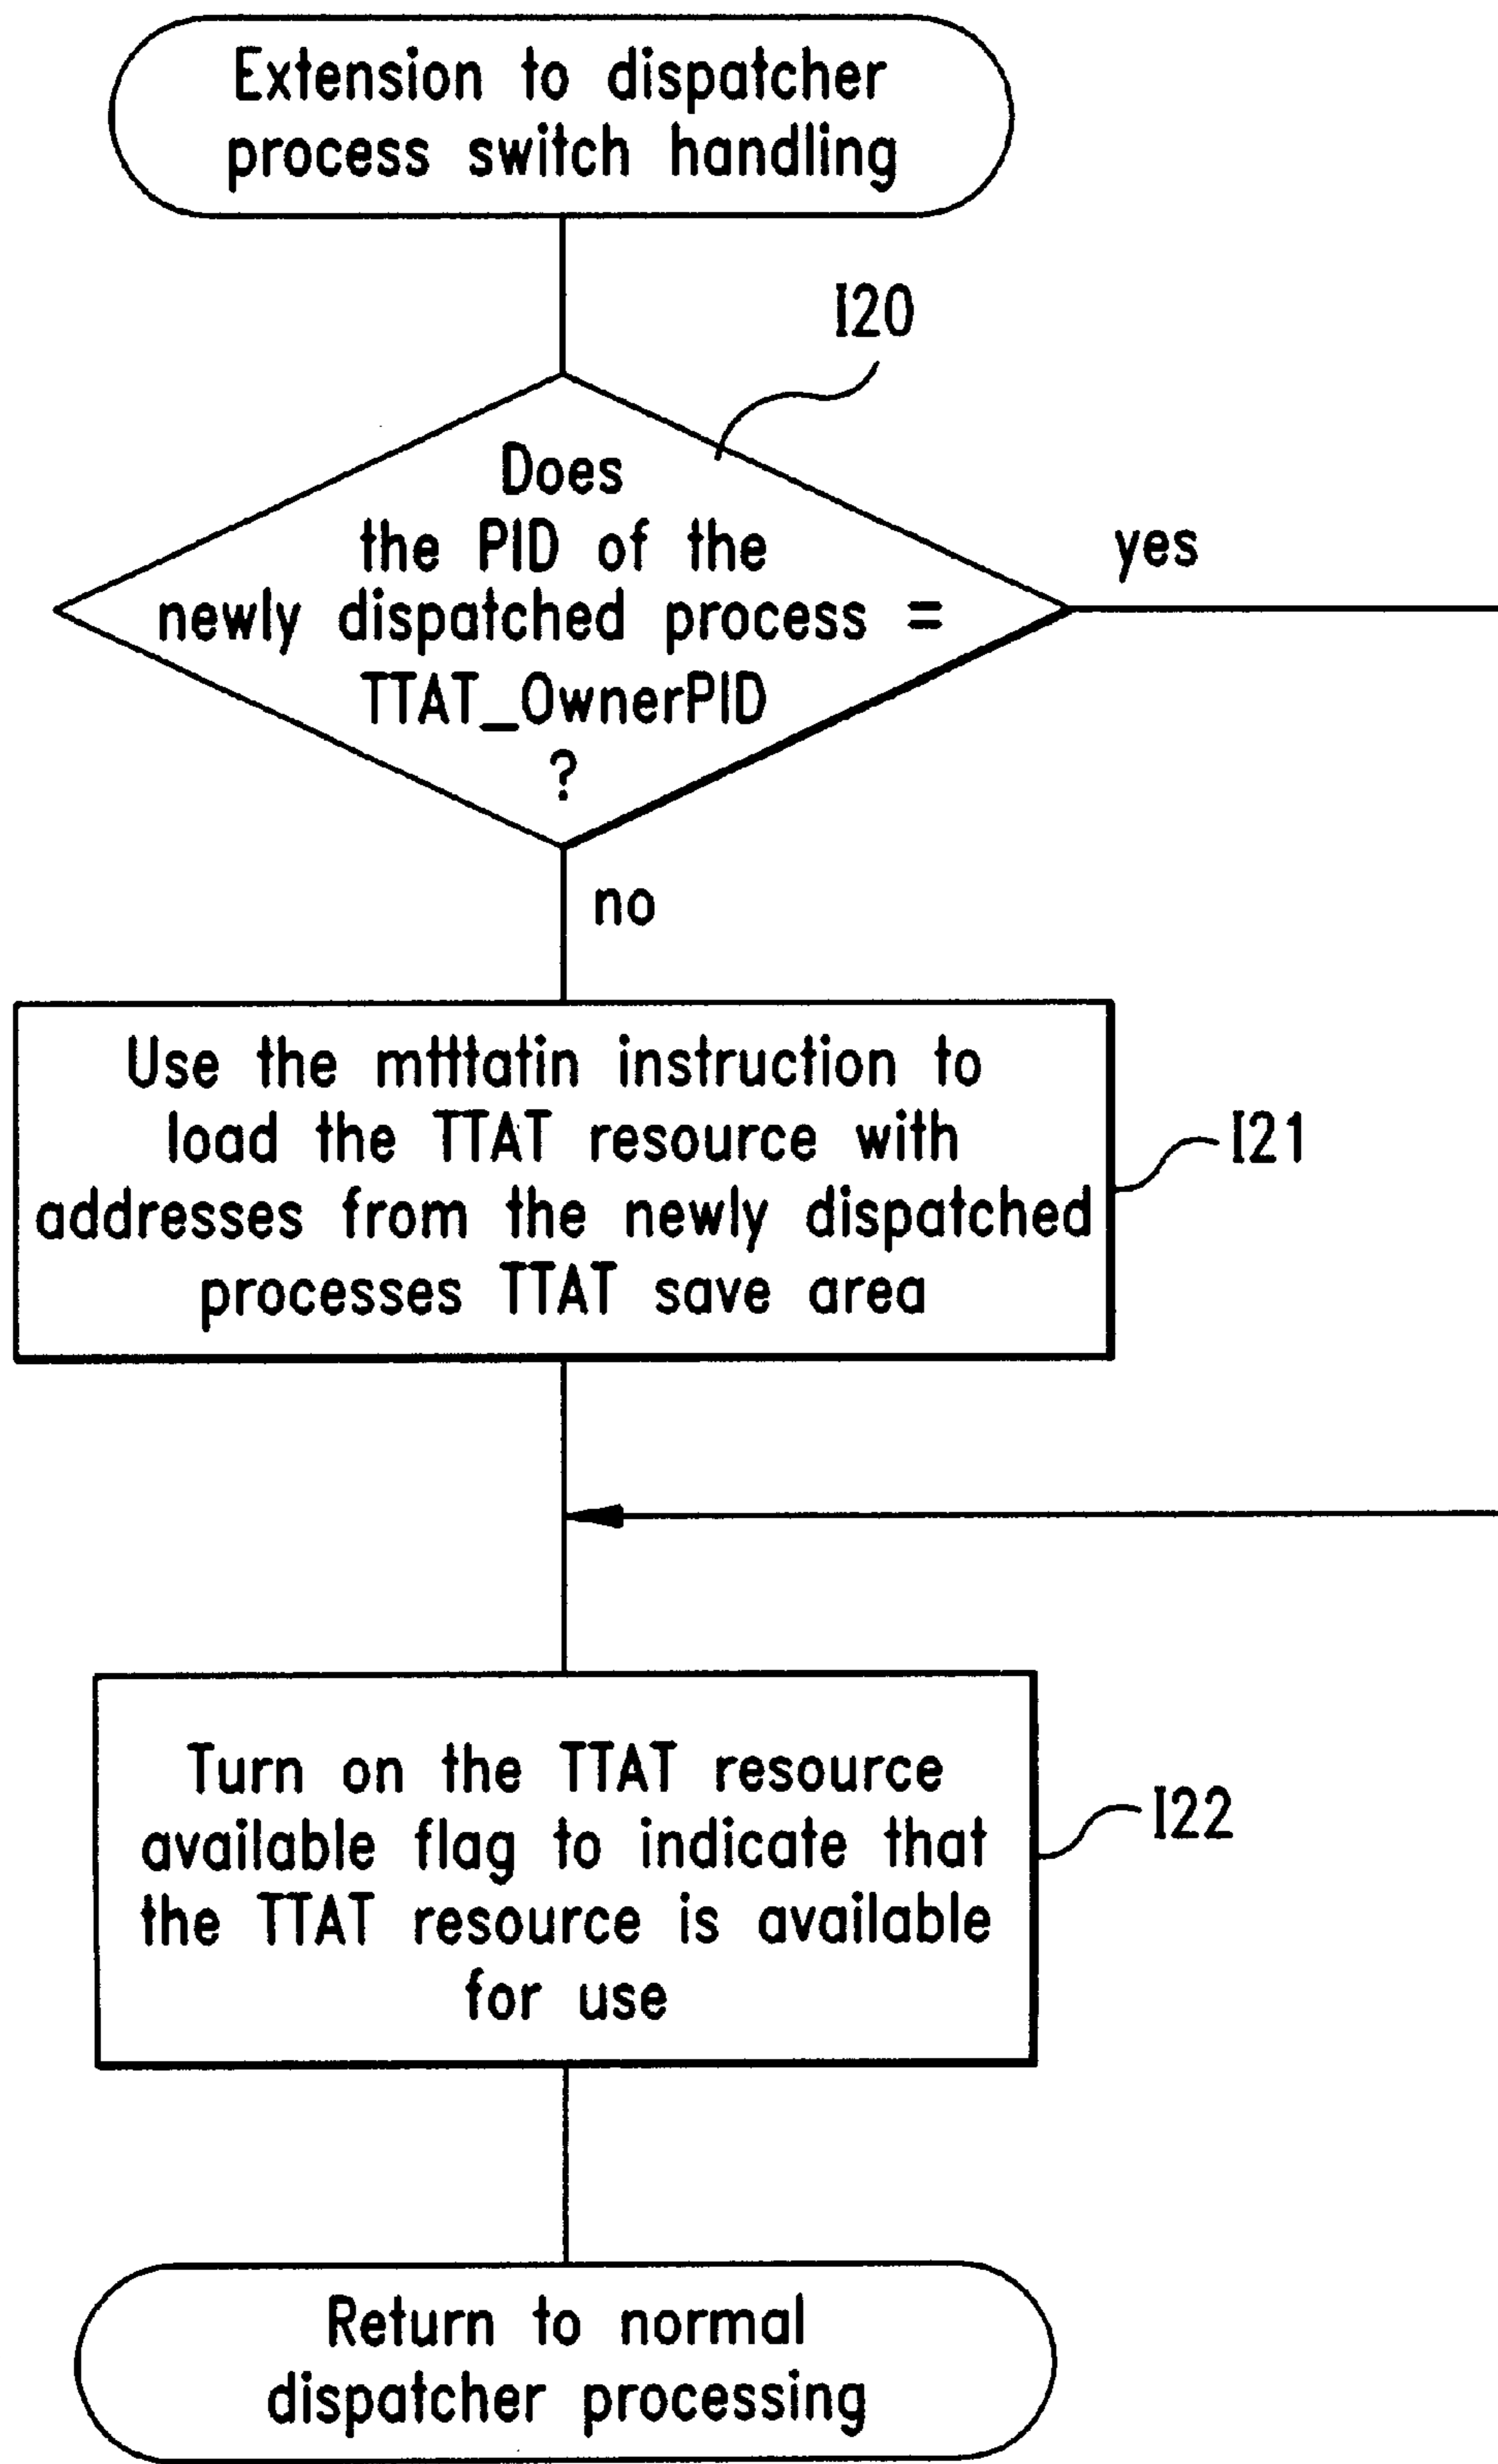 Extension to dispatcher
process switch handling
I20
Does
the PID of the
newly dispatched process =
TTAT_OwnerPID
?
yes
no
Use the mtttatin instruction to
load the TTAT resource with
addresses from the newly dispatched
processes TTAT save area
I21
Turn on the TTAT resource
available flag to indicate that
the TTAT resource is available
for use
I22
Return to normal
dispatcher processing